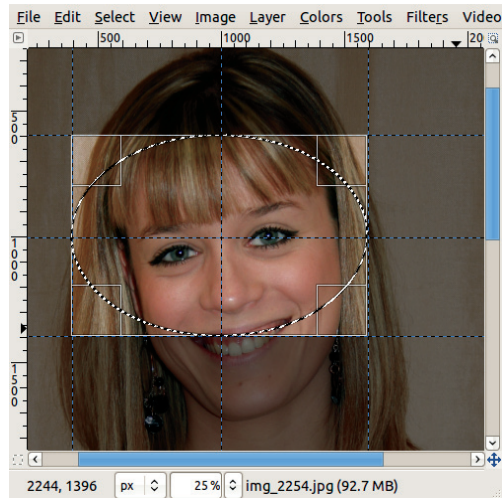 File Edit Select View Image Layer Colors Tools Filters Video
500 1000 1500 20
500
1000
1500
2244, 1396 px 25 % img_2254.jpg (92.7 MB)